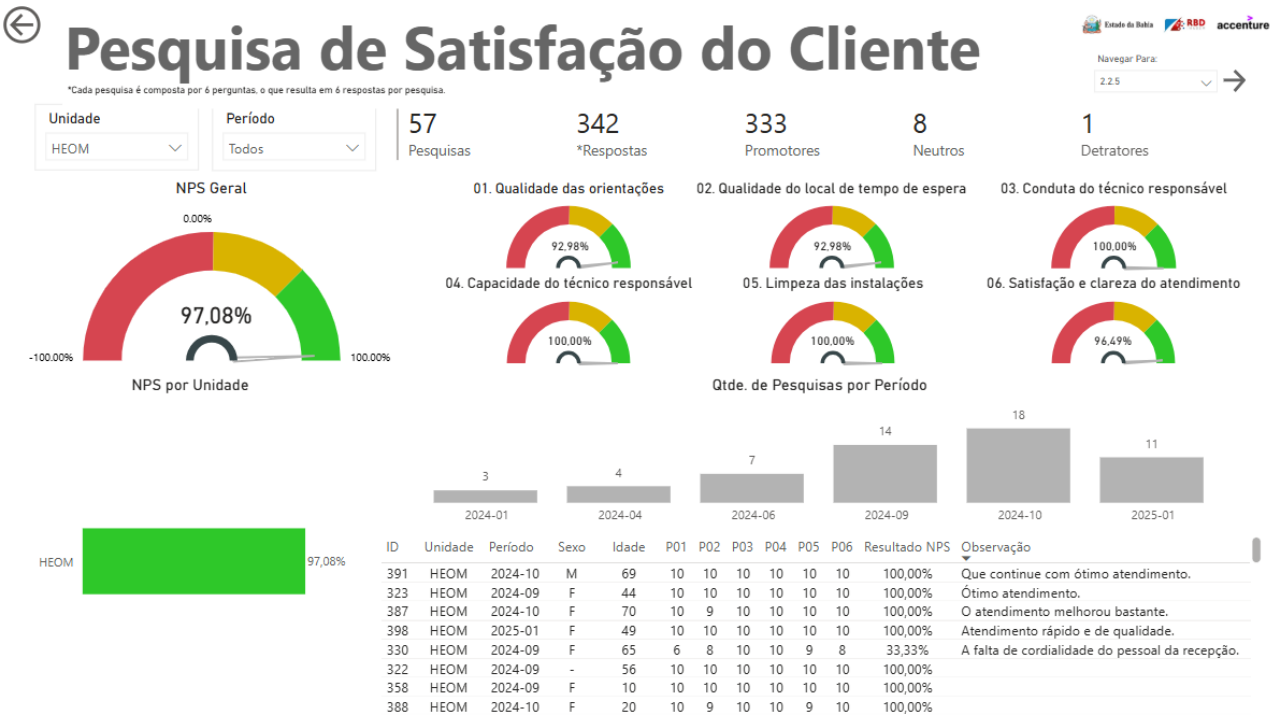 Pesquisa de Satisfação do Cliente
Estado da Bahia
RBD
accenture
Navegar Para:
2.2.5
*Cada pesquisa é composta por 6 perguntas, o que resulta em 6 respostas por pesquisa.
Unidade
HEOM
Período
Todos
57
Pesquisas
342
*Respostas
333
Promotores
8
Neutros
1
Detratores
NPS Geral
0.00%
97,08%
-100.00%
100.00%
01. Qualidade das orientações
92,98%
02. Qualidade do local de tempo de espera
92,98%
03. Conduta do técnico responsável
100,00%
04. Capacidade do técnico responsável
100,00%
05. Limpeza das instalações
100,00%
06. Satisfação e clareza do atendimento
96,49%
NPS por Unidade
HEOM
97,08%
Qtde. de Pesquisas por Período
3
4
7
14
18
11
2024-01 2024-04 2024-06 2024-09 2024-10 2025-01
ID Unidade Período Sexo Idade P01 P02 P03 P04 P05 P06 Resultado NPS Observação
391 HEOM 2024-10 M 69 10 10 10 10 10 10 100,00% Que continue com ótimo atendimento.
323 HEOM 2024-09 F 44 10 10 10 10 10 10 100,00% Ótimo atendimento.
387 HEOM 2024-10 F 70 10 9 10 10 10 10 100,00% O atendimento melhorou bastante.
398 HEOM 2025-01 F 49 10 10 10 10 10 10 100,00% Atendimento rápido e de qualidade.
330 HEOM 2024-09 F 65 6 8 10 10 9 8 33,33% A falta de cordialidade do pessoal da recepção.
322 HEOM 2024-09 - 56 10 10 10 10 10 10 100,00%
358 HEOM 2024-09 F 10 10 10 10 10 10 10 100,00%
388 HEOM 2024-10 F 20 10 9 10 10 9 10 100,00%